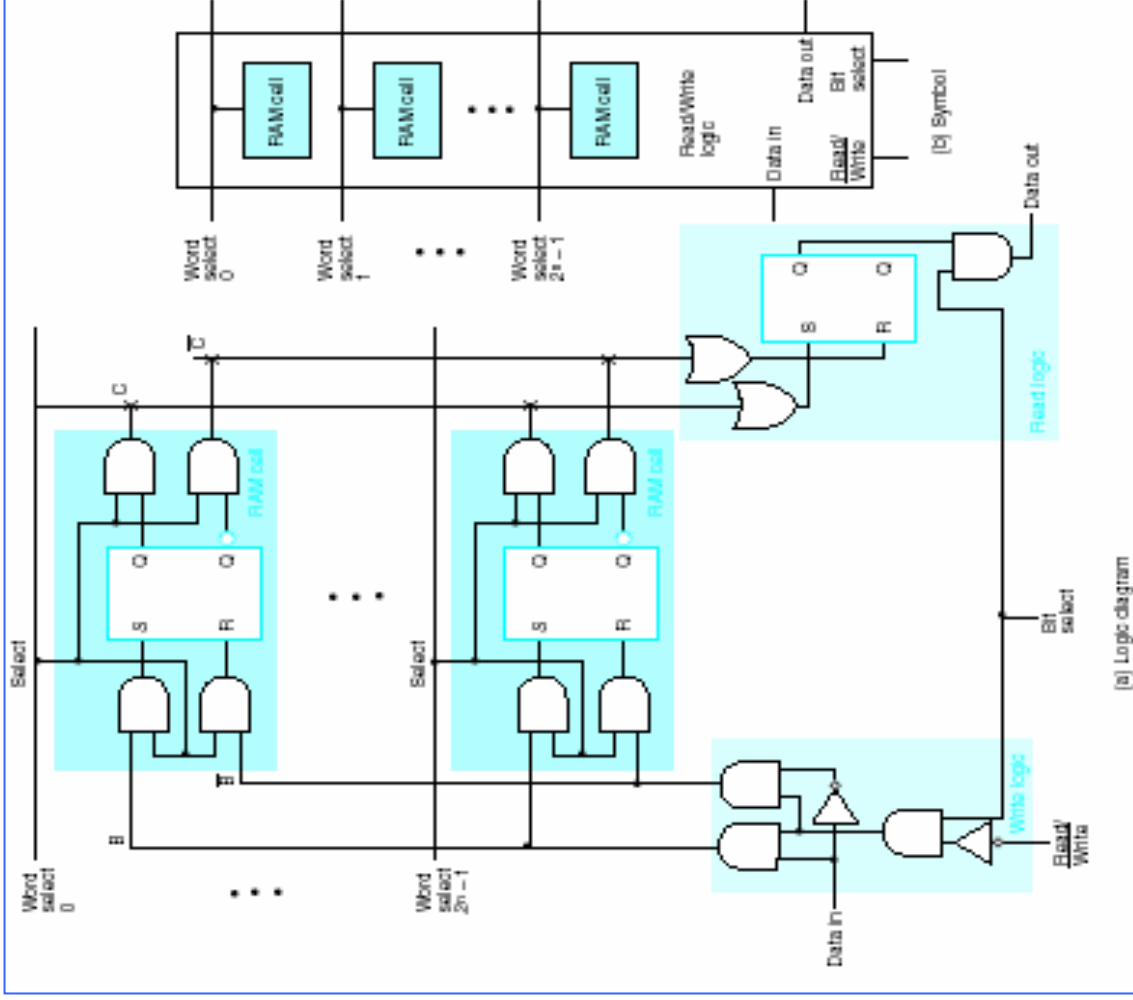 Word
select
0
Select
B
B̅
S
Q
R
Q
C
C̅
RAM cell
Word
select
2ⁿ – 1
Select
S
Q
R
Q
RAM cell
Data in
Write logic
Read/
W̅r̅i̅t̅e̅
Bit
select
S
Q
R
Q
Read logic
Data out
(a) Logic diagram
Word
select
0
Word
select
1
Word
select
2ⁿ – 1
RAM cell
RAM cell
RAM cell
Read/Write
logic
Data in
Data out
Read/
W̅r̅i̅t̅e̅
Bit
select
(b) Symbol